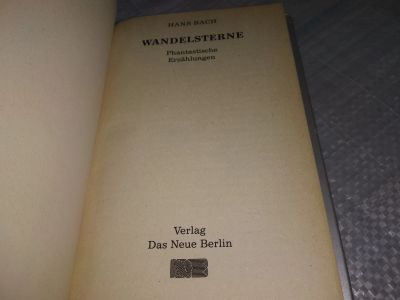 HANS BACH
WANDELSTERNE
Phantastische
Erzählungen
Verlag
Das Neue Berlin